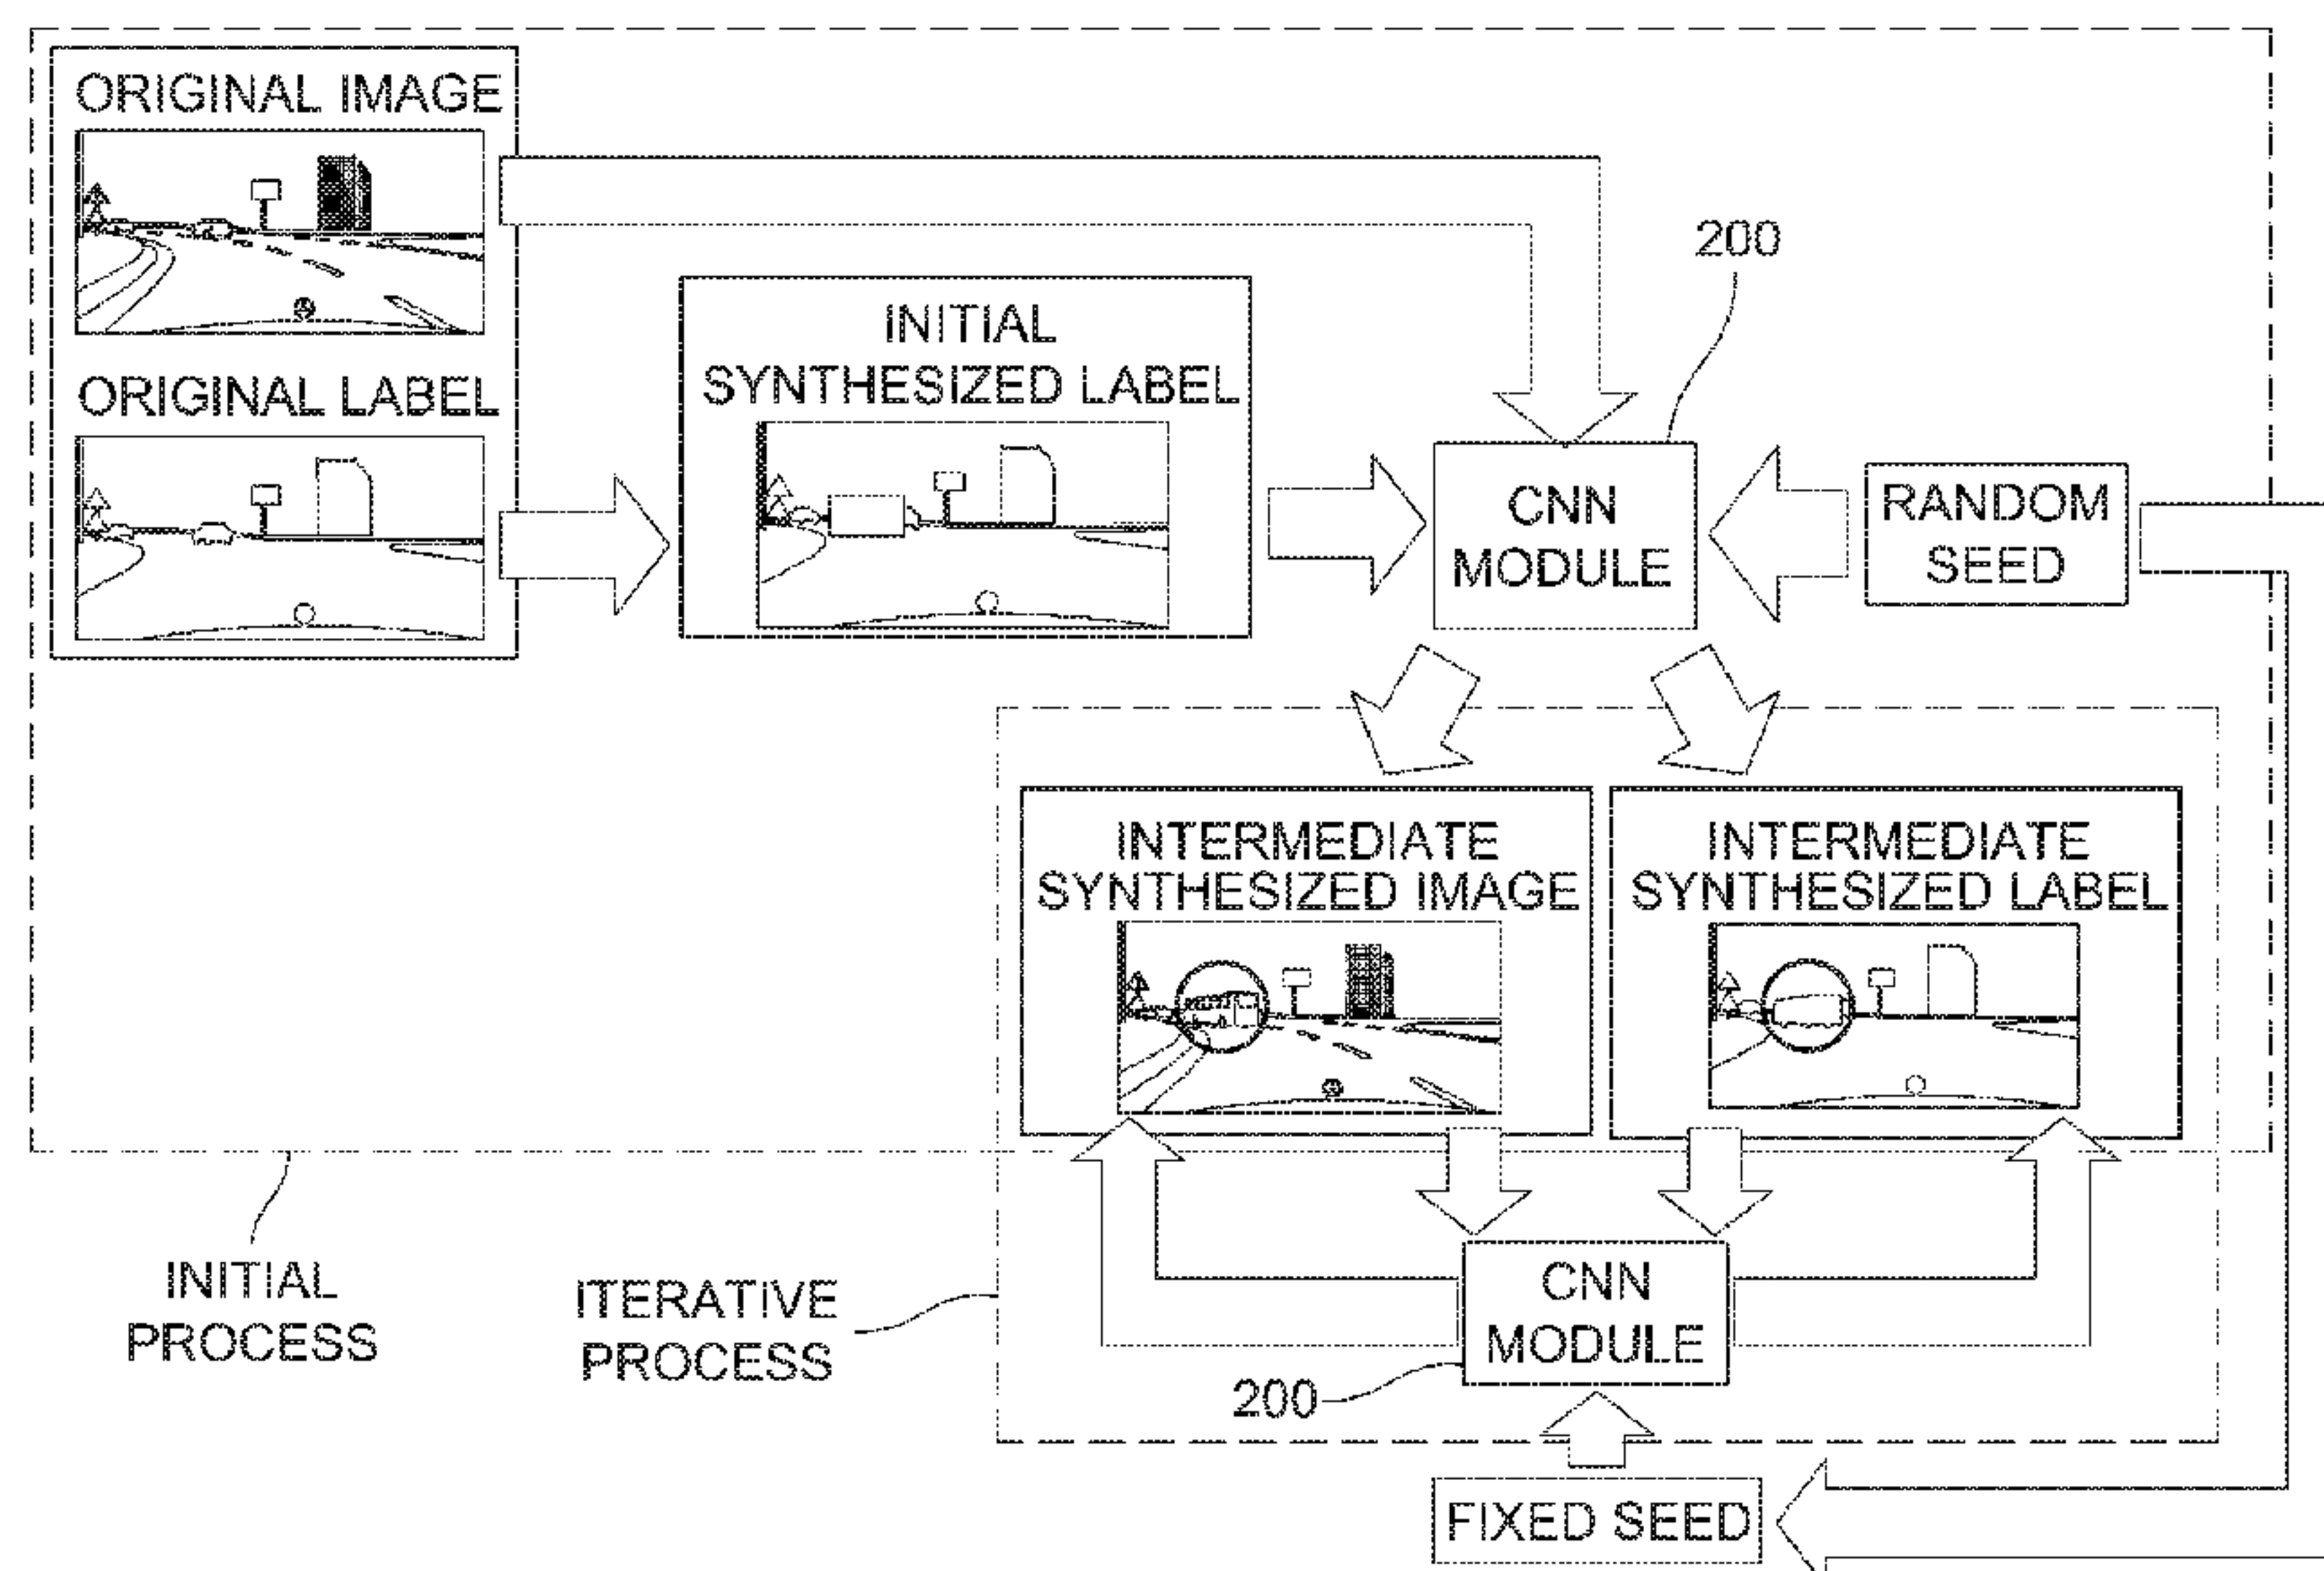 ORIGINAL IMAGE
ORIGINAL LABEL
INITIAL
SYNTHESIZED LABEL
200
CNN
MODULE
RANDOM
SEED
INTERMEDIATE
SYNTHESIZED IMAGE
INTERMEDIATE
SYNTHESIZED LABEL
INITIAL
PROCESS
ITERATIVE
PROCESS
CNN
MODULE
200
FIXED SEED